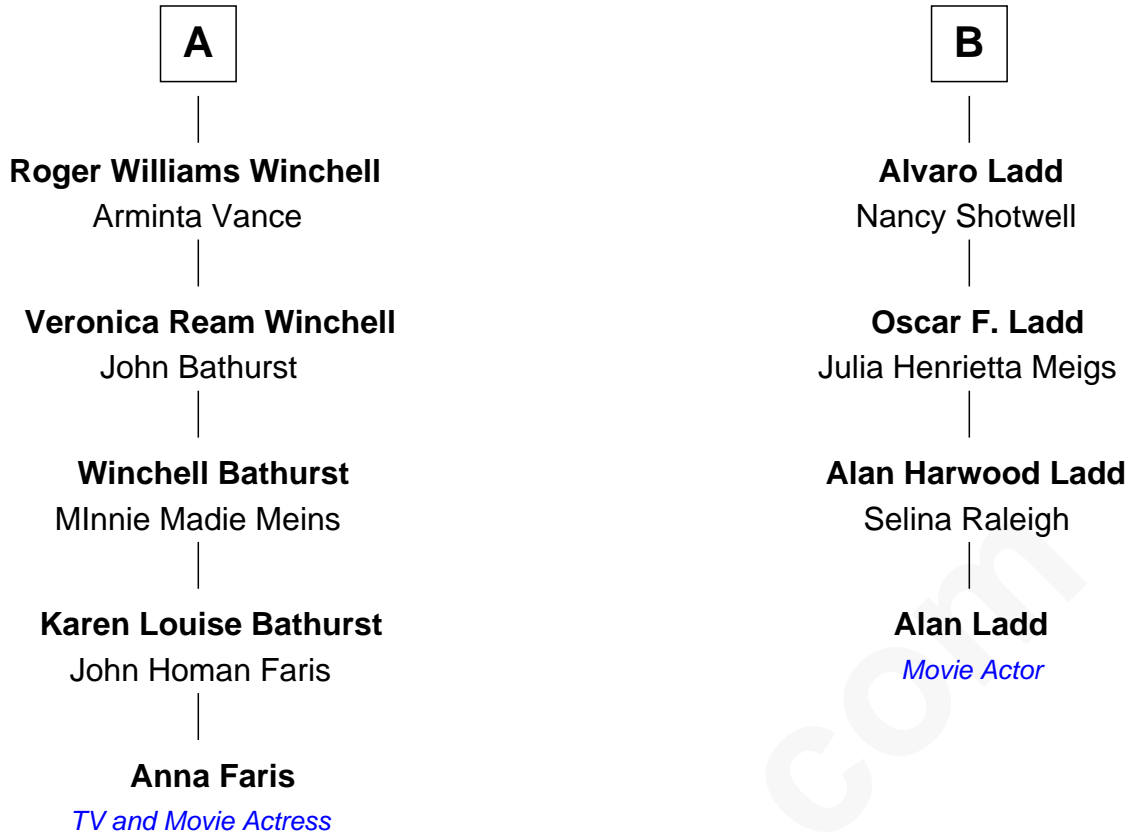 A
Roger Williams Winchell
Arminta Vance
Veronica Ream Winchell
John Bathurst
Winchell Bathurst
MInnie Madie Meins
Karen Louise Bathurst
John Homan Faris
Anna Faris
TV and Movie Actress
B
Alvaro Ladd
Nancy Shotwell
Oscar F. Ladd
Julia Henrietta Meigs
Alan Harwood Ladd
Selina Raleigh
Alan Ladd
Movie Actor
com